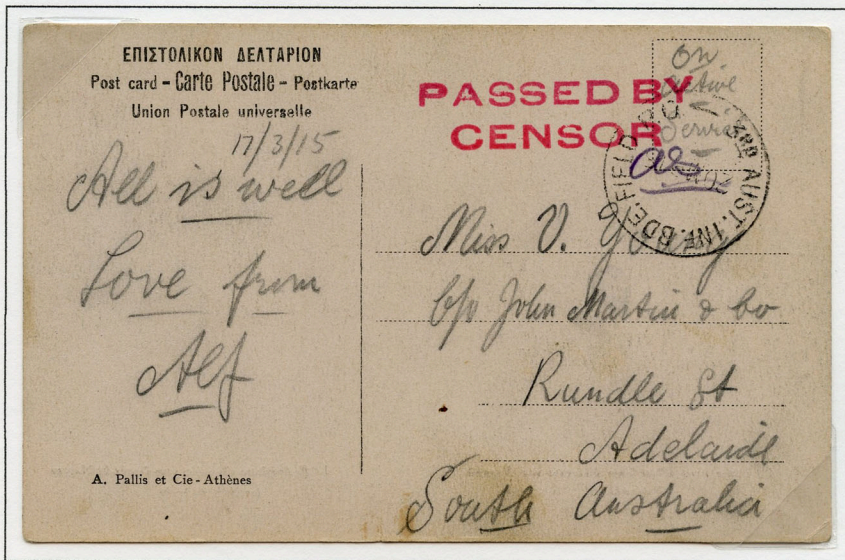 ΕΠΙΣΤΟΛΙΚΟΝ ΔΕΛΤΑΡΙΟΝ
Post card - Carte Postale - Postkarte
Union Postale universelle
17/3/15
All is well
Love from
Alf
A. Pallis et Cie - Athènes
PASSED BY
CENSOR
On
Active
Service
3RD AUST. INF. BDE. FIELD P.O.
Miss V.
c/o John Martin & Co
Rundle St
Adelaide
South Australia